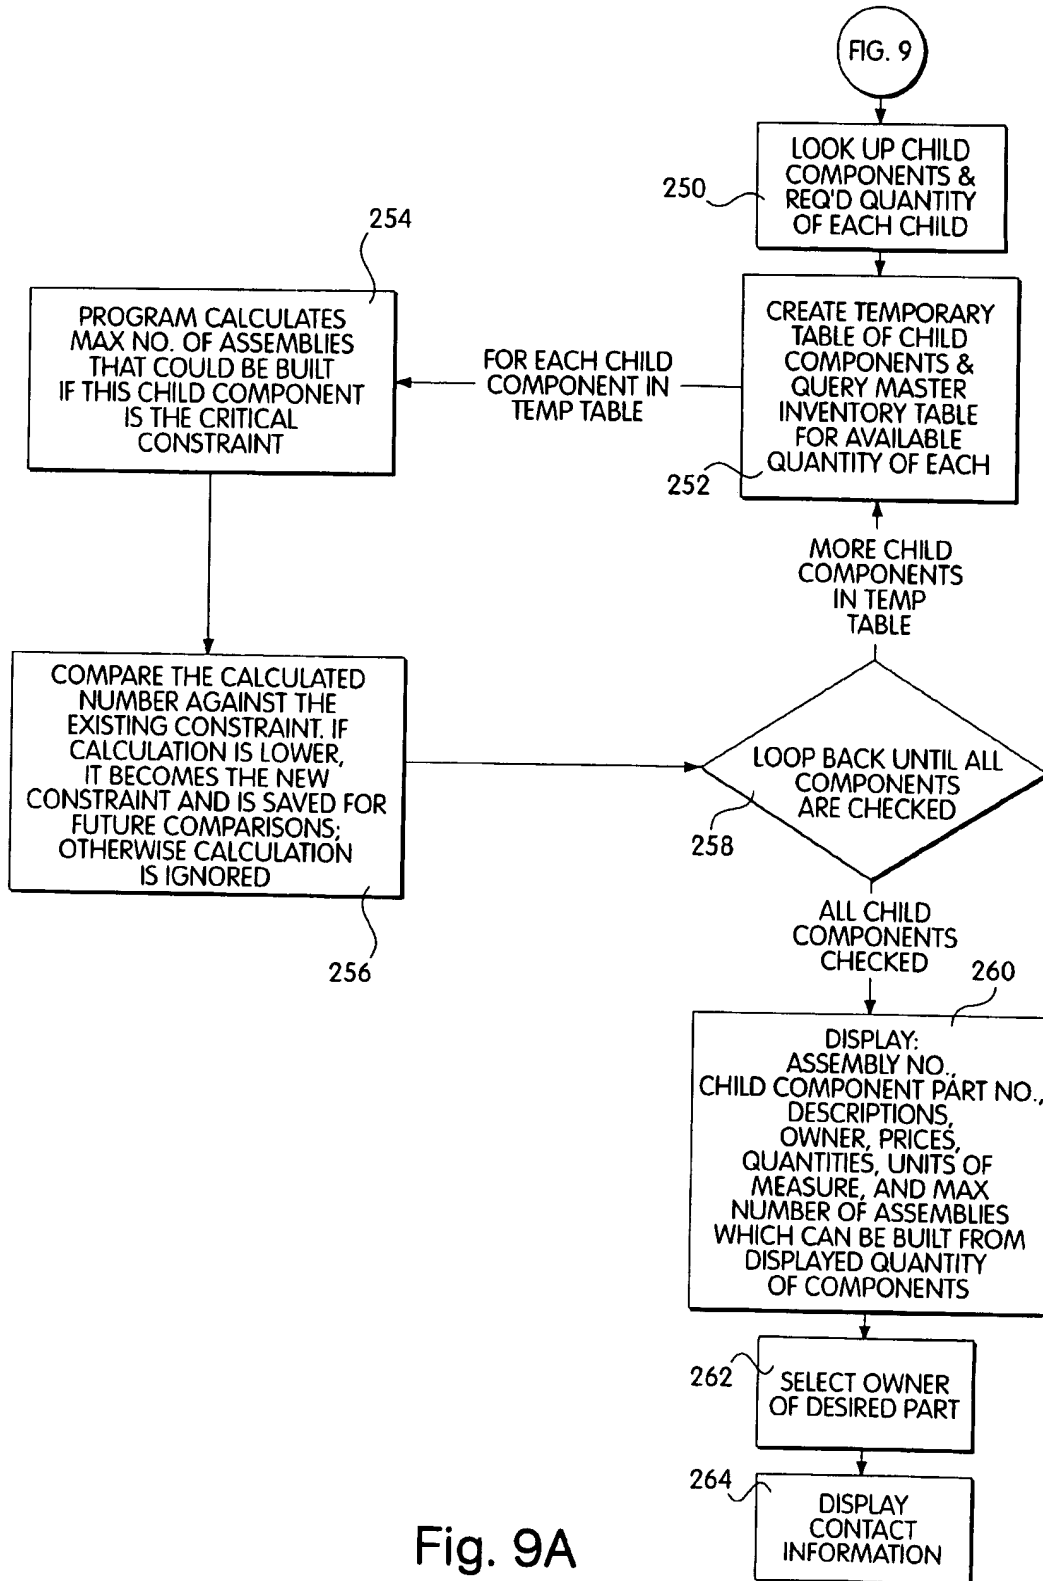 FIG. 9
LOOK UP CHILD
COMPONENTS &
REQ'D QUANTITY
OF EACH CHILD
250
CREATE TEMPORARY
TABLE OF CHILD
COMPONENTS &
QUERY MASTER
INVENTORY TABLE
FOR AVAILABLE
QUANTITY OF EACH
252
FOR EACH CHILD
COMPONENT IN
TEMP TABLE
254
PROGRAM CALCULATES
MAX NO. OF ASSEMBLIES
THAT COULD BE BUILT
IF THIS CHILD COMPONENT
IS THE CRITICAL
CONSTRAINT
COMPARE THE CALCULATED
NUMBER AGAINST THE
EXISTING CONSTRAINT. IF
CALCULATION IS LOWER,
IT BECOMES THE NEW
CONSTRAINT AND IS SAVED FOR
FUTURE COMPARISONS;
OTHERWISE CALCULATION
IS IGNORED
256
MORE CHILD
COMPONENTS
IN TEMP
TABLE
LOOP BACK UNTIL ALL
COMPONENTS
ARE CHECKED
258
ALL CHILD
COMPONENTS
CHECKED
260
DISPLAY:
ASSEMBLY NO.,
CHILD COMPONENT PART NO.,
DESCRIPTIONS,
OWNER, PRICES,
QUANTITIES, UNITS OF
MEASURE, AND MAX
NUMBER OF ASSEMBLIES
WHICH CAN BE BUILT FROM
DISPLAYED QUANTITY
OF COMPONENTS
262
SELECT OWNER
OF DESIRED PART
264
DISPLAY
CONTACT
INFORMATION
Fig. 9A